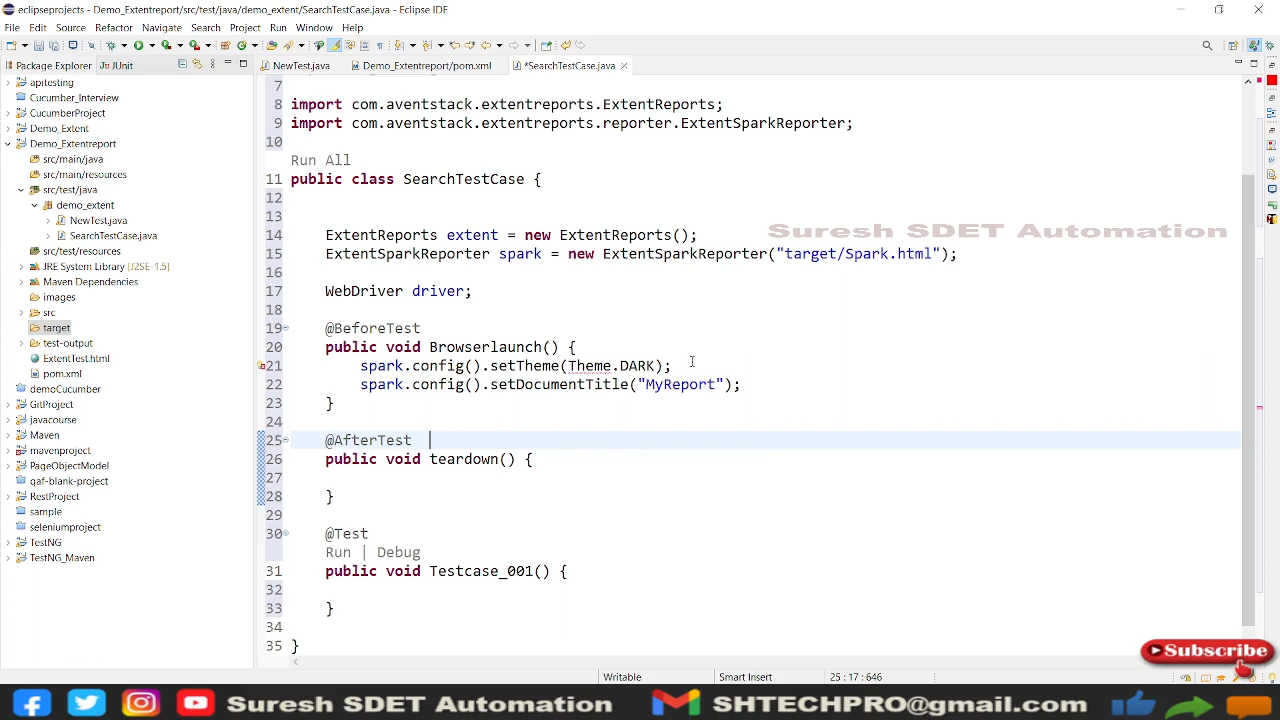 eclipseprojects - Demo_Extentreport/src/test/java/demo_extent/SearchTestCase.java - Eclipse IDE
File Edit Source Refactor Navigate Search Project Run Window Help
Package Explorer JUnit
NewTest.java Demo_Extentreport/pom.xml *SearchTestCase.java
apitesting
Cucumber_Interview
CucumberProject
Demo_Extent
Demo_Extentreport
src/main/java
src/main/resources
src/test/java
demo_extent
NewTest.java
SearchTestCase.java
src/test/resources
JRE System Library [J2SE-1.5]
Maven Dependencies
images
src
target
test-output
ExtentTest.html
pom.xml
demoCucumber
GitProject
javacourse
Maven
mavenproject
PageObjectModel
qaf-blank-project
RestProject
sample
seleniumproject
TestNG
TestNG_Maven
7
8 import com.aventstack.extentreports.ExtentReports;
9 import com.aventstack.extentreports.reporter.ExtentSparkReporter;
10
Run All
11 public class SearchTestCase {
12
13
Suresh SDET Automation
14 ExtentReports extent = new ExtentReports();
15 ExtentSparkReporter spark = new ExtentSparkReporter("target/Spark.html");
16
17 WebDriver driver;
18
19 @BeforeTest
20 public void Browserlaunch() {
21 spark.config().setTheme(Theme.DARK);
22 spark.config().setDocumentTitle("MyReport");
23 }
24
25 @AfterTest
26 public void teardown() {
27
28 }
29
30 @Test
Run | Debug
31 public void Testcase_001() {
32
33 }
34
35 }
Subscribe
Writable Smart Insert 25 : 17 : 646
Suresh SDET Automation SHTECHPRO@gmail.com